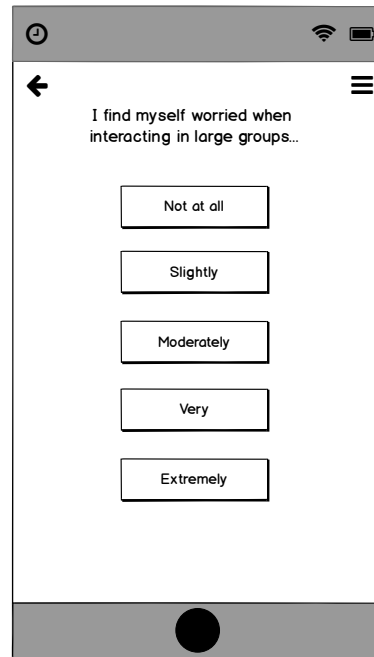 I find myself worried when
interacting in large groups...
Not at all
Slightly
Moderately
Very
Extremely